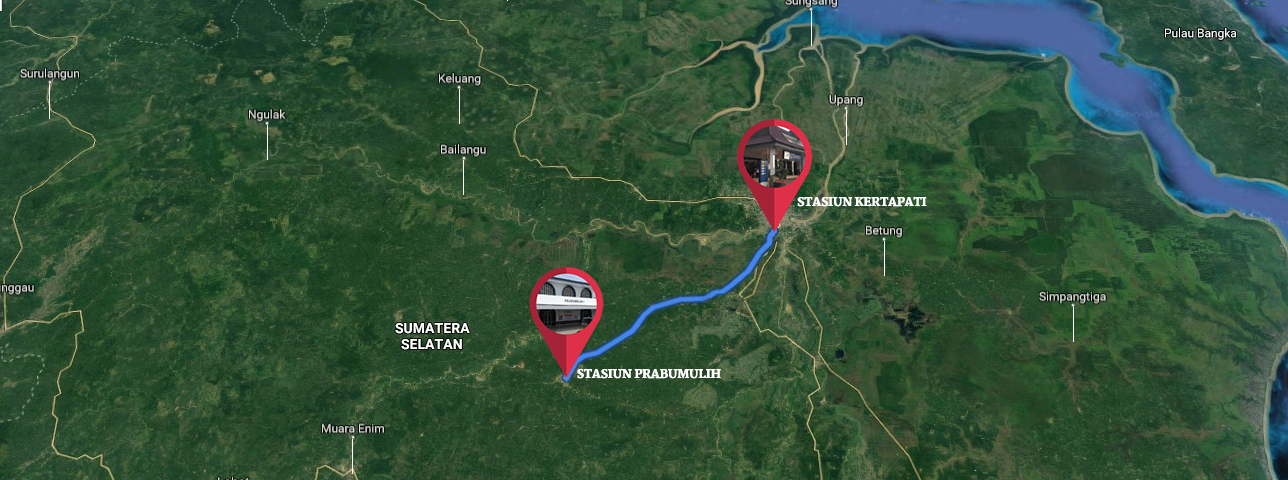 Sungsang
Pulau Bangka
Surulangun
Keluang
Upang
Ngulak
Bailangu
STASIUN KERTAPATI
Betung
nggau
Simpangtiga
SUMATERA
SELATAN
STASIUN PRABUMULIH
Muara Enim